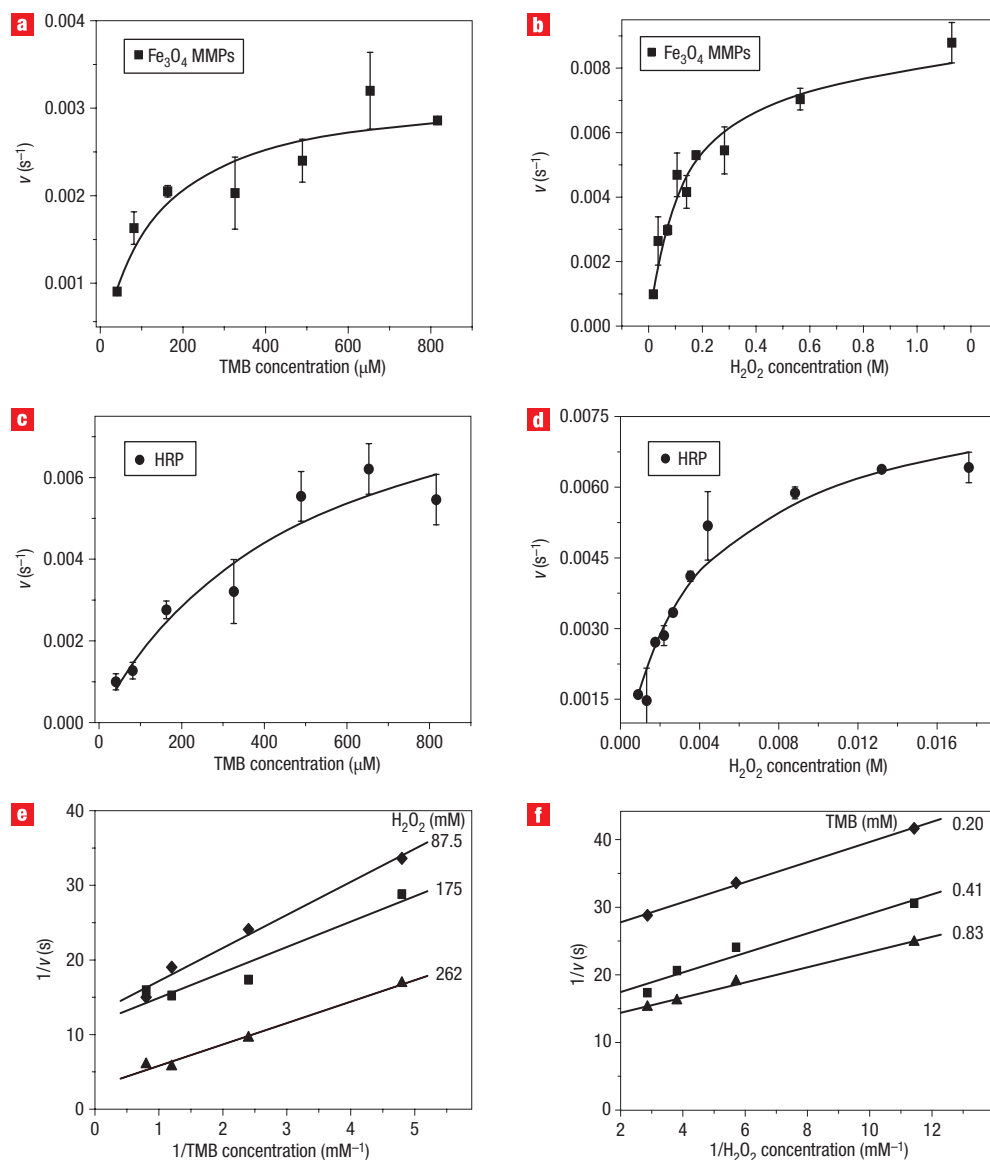 a
Fe₃O₄ MMPs
0.004
0.003
0.002
0.001
v (s⁻¹)
0 200 400 600 800
TMB concentration (μM)
b
Fe₃O₄ MMPs
0.008
0.006
0.004
0.002
0.000
v (s⁻¹)
0 0.2 0.4 0.6 0.8 1.0 0
H₂O₂ concentration (M)
c
HRP
0.006
0.004
0.002
0.000
v (s⁻¹)
0 200 400 600 800
TMB concentration (μM)
d
HRP
0.0075
0.0060
0.0045
0.0030
0.0015
v (s⁻¹)
0.000 0.004 0.008 0.012 0.016
H₂O₂ concentration (M)
e
H₂O₂ (mM)
87.5
175
262
40
30
20
10
0
1/v (s)
0 1 2 3 4 5
1/TMB concentration (mM⁻¹)
f
TMB (mM)
0.20
0.41
0.83
40
30
20
10
0
1/v (s)
2 4 6 8 10 12
1/H₂O₂ concentration (mM⁻¹)